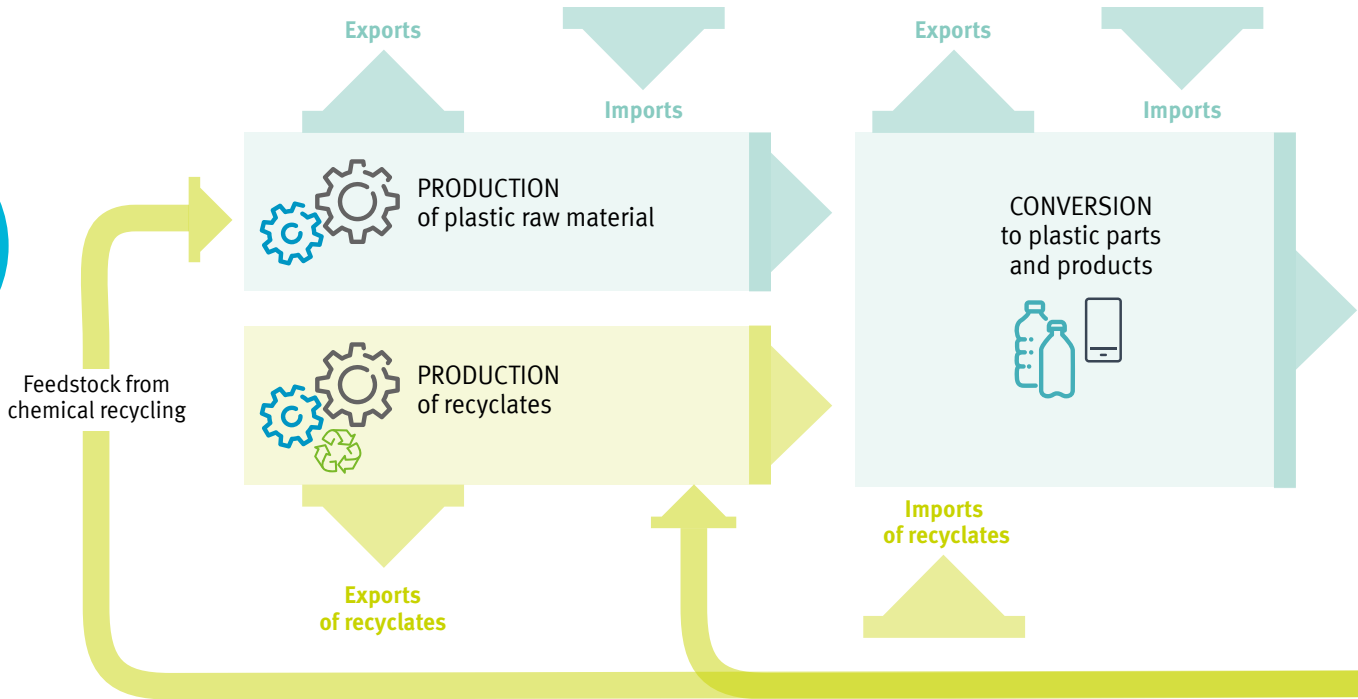 Exports
Imports
Exports
Imports
PRODUCTION
of plastic raw material
CONVERSION
to plastic parts
and products
PRODUCTION
of recyclates
Feedstock from
chemical recycling
Imports
of recyclates
Exports
of recyclates